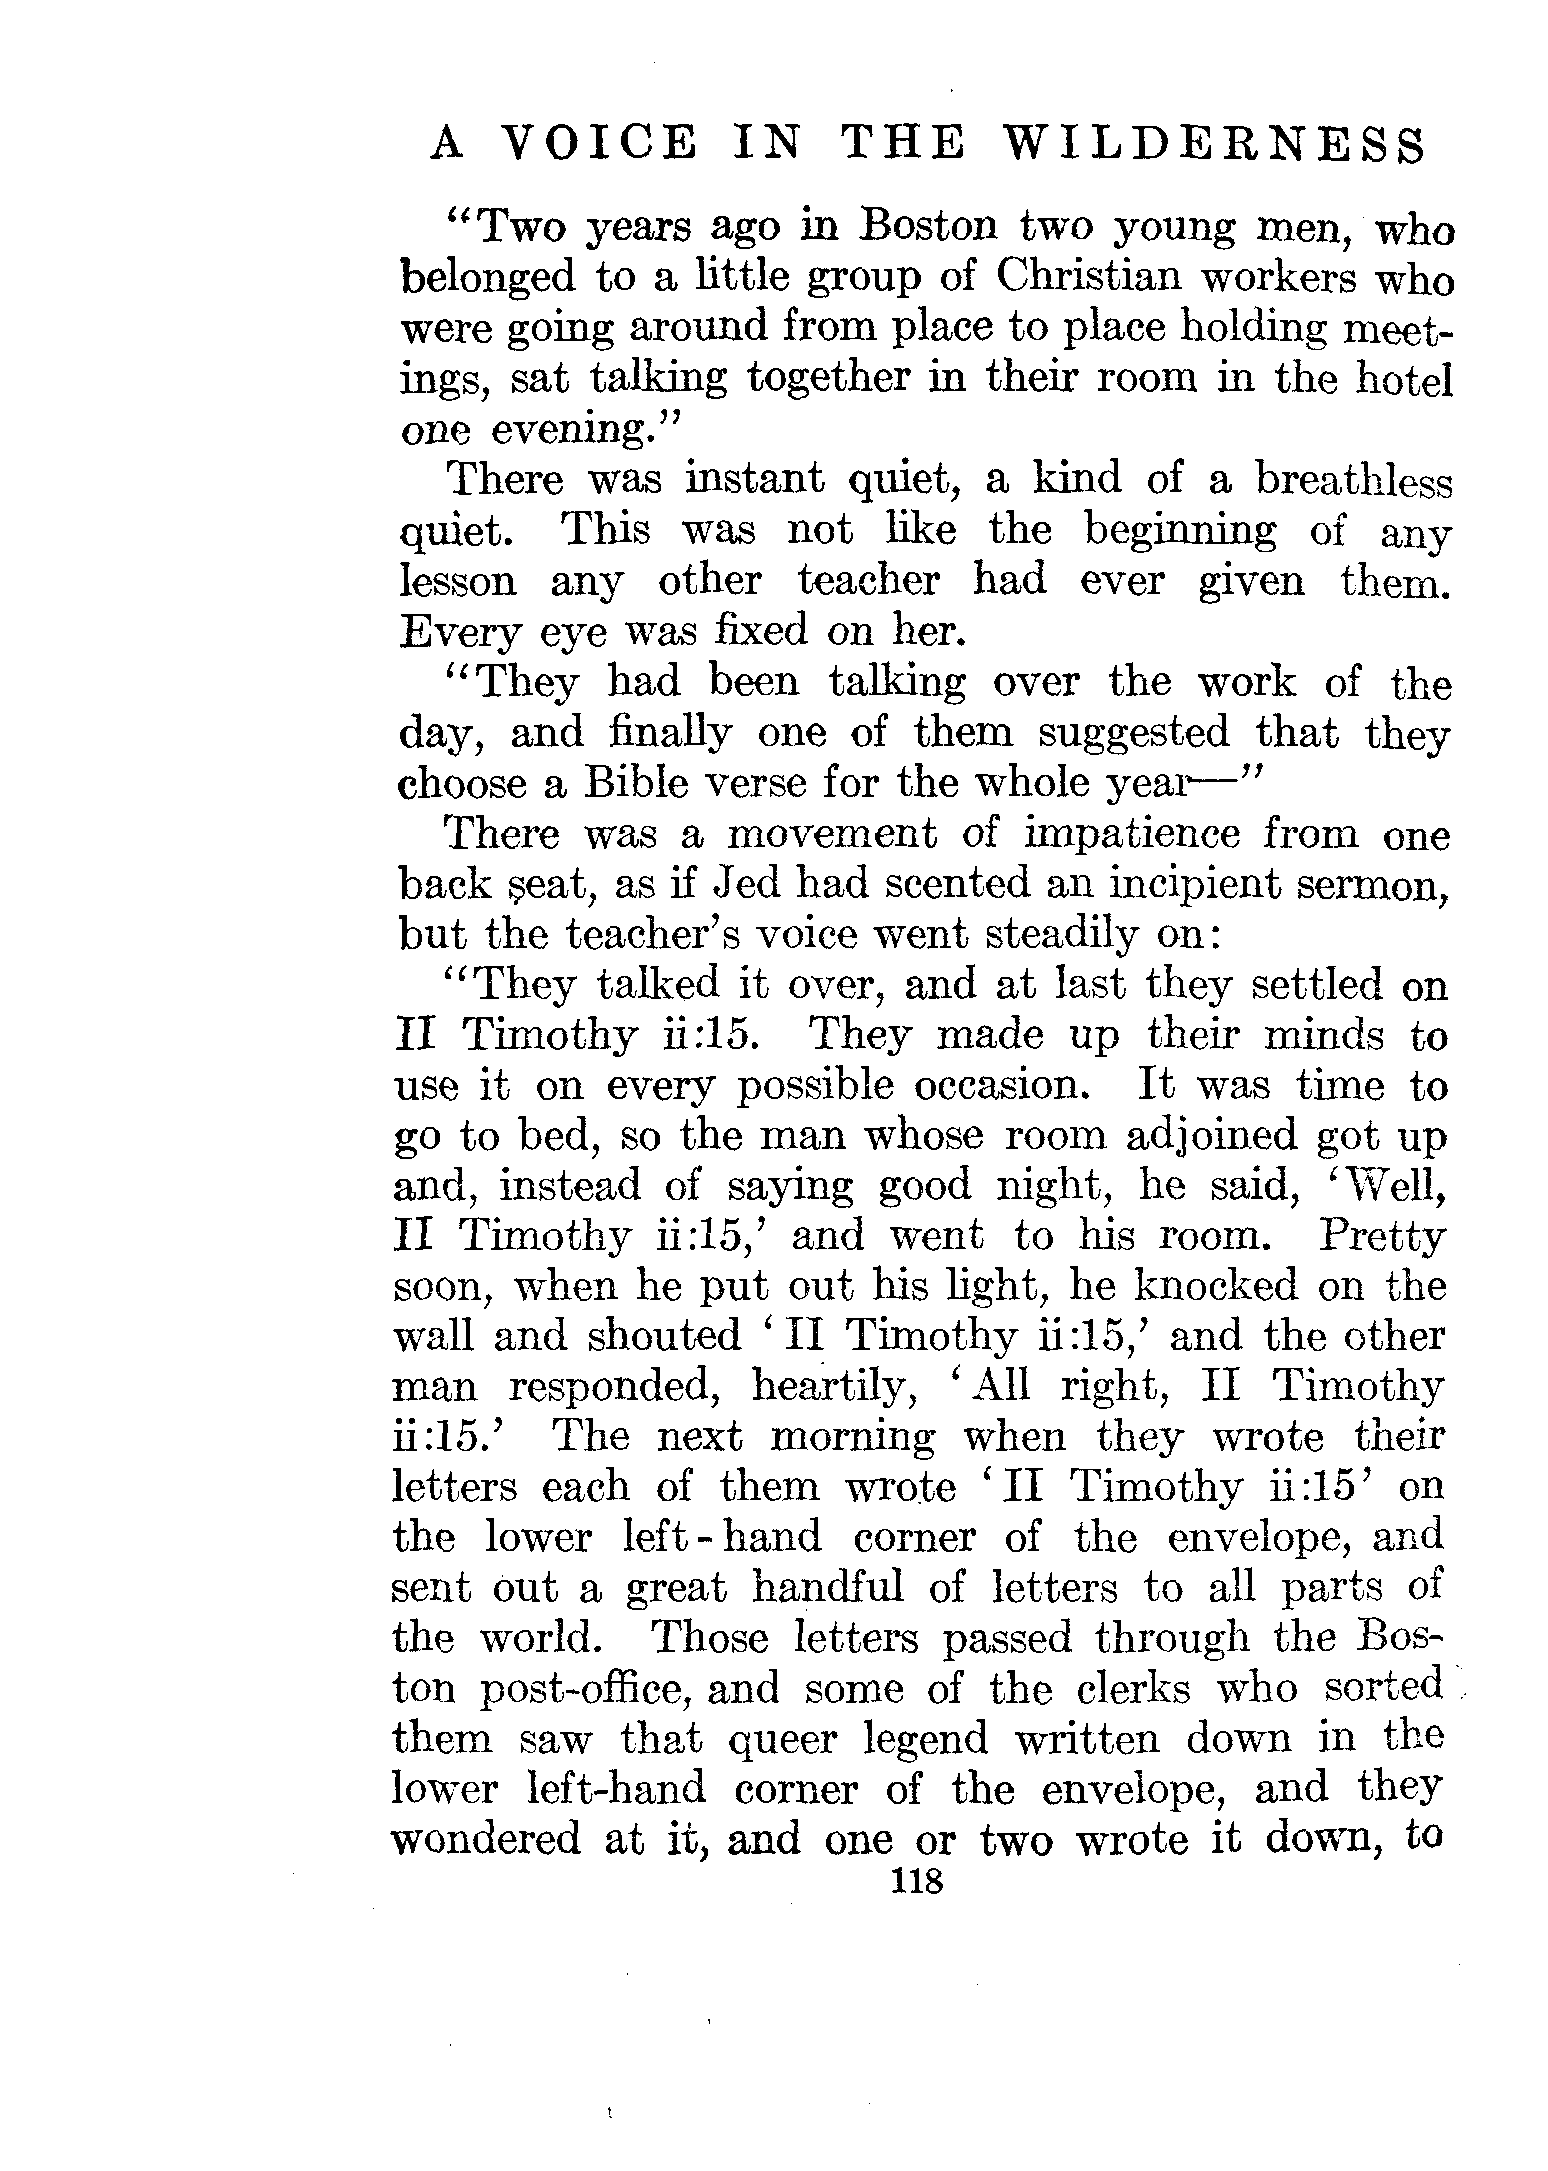 A VOICE IN THE WILDERNESS
"Two years ago in Boston two young men, who
belonged to a little group of Christian workers who
were going around from place to place holding meet-
ings, sat talking together in their room in the hotel
one evening."
There was instant quiet, a kind of a breathless
quiet. This was not like the beginning of any
lesson any other teacher had ever given them.
Every eye was fixed on her.
"They had been talking over the work of the
day, and finally one of them suggested that they
choose a Bible verse for the whole year—"
There was a movement of impatience from one
back seat, as if Jed had scented an incipient sermon,
but the teacher's voice went steadily on:
"They talked it over, and at last they settled on
II Timothy ii:15. They made up their minds to
use it on every possible occasion. It was time to
go to bed, so the man whose room adjoined got up
and, instead of saying good night, he said, 'Well,
II Timothy ii:15,' and went to his room. Pretty
soon, when he put out his light, he knocked on the
wall and shouted 'II Timothy ii:15,' and the other
man responded, heartily, 'All right, II Timothy
ii:15.' The next morning when they wrote their
letters each of them wrote 'II Timothy ii:15' on
the lower left-hand corner of the envelope, and
sent out a great handful of letters to all parts of
the world. Those letters passed through the Bos-
ton post-office, and some of the clerks who sorted
them saw that queer legend written down in the
lower left-hand corner of the envelope, and they
wondered at it, and one or two wrote it down, to
118